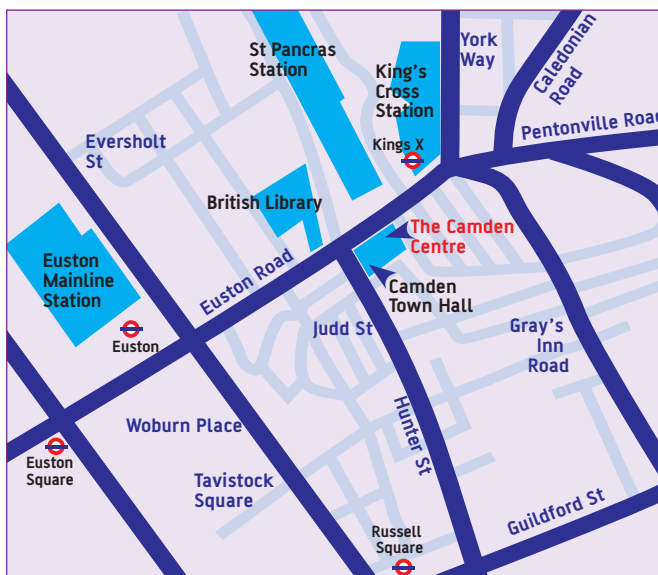 St Pancras
Station
King's
Cross
Station
York
Way
Caledonian
Road
Pentonville Road
Kings X
Eversholt
St
British Library
The Camden
Centre
Euston
Mainline
Station
Euston Road
Camden
Town Hall
Euston
Judd St
Gray's
Inn
Road
Woburn Place
Hunter St
Euston
Square
Tavistock
Square
Guildford St
Russell
Square